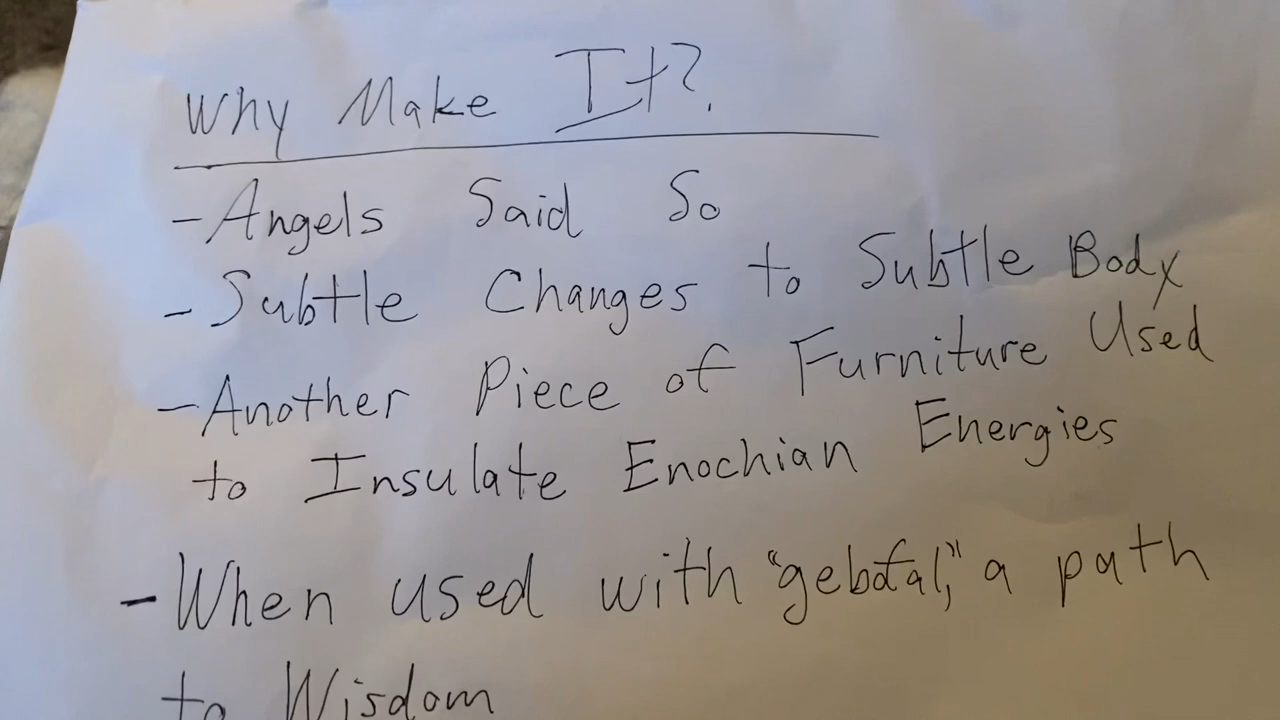 Why Make It?
- Angels Said So
- Subtle Changes to Subtle Body
- Another Piece of Furniture Used
to Insulate Enochian Energies
- When used with "gebofal," a path
to Wisdom